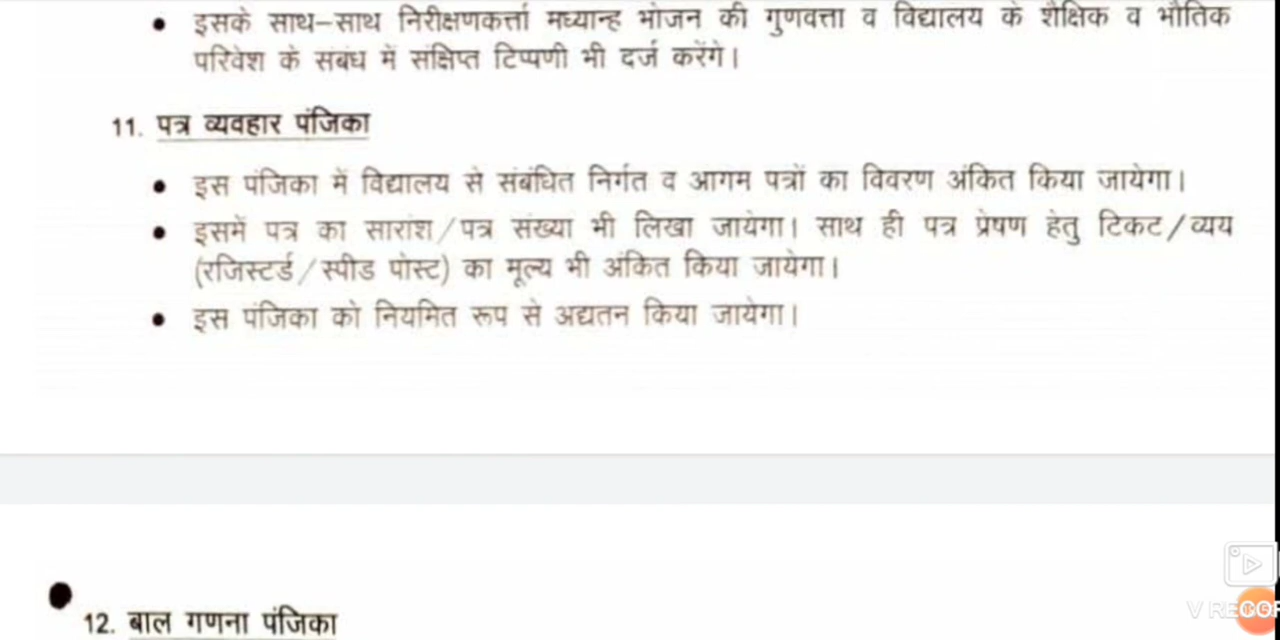 • इसके साथ–साथ निरीक्षणकर्त्ता मध्यान्ह भोजन की गुणवत्ता व विद्यालय के शैक्षिक व भौतिक
परिवेश के संबंध में संक्षिप्त टिप्पणी भी दर्ज करेंगे।
11. पत्र व्यवहार पंजिका
• इस पंजिका में विद्यालय से संबंधित निर्गत व आगम पत्रों का विवरण अंकित किया जायेगा।
• इसमें पत्र का सारांश/पत्र संख्या भी लिखा जायेगा। साथ ही पत्र प्रेषण हेतु टिकट/व्यय
(रजिस्टर्ड/स्पीड पोस्ट) का मूल्य भी अंकित किया जायेगा।
• इस पंजिका को नियमित रूप से अद्यतन किया जायेगा।
12. बाल गणना पंजिका